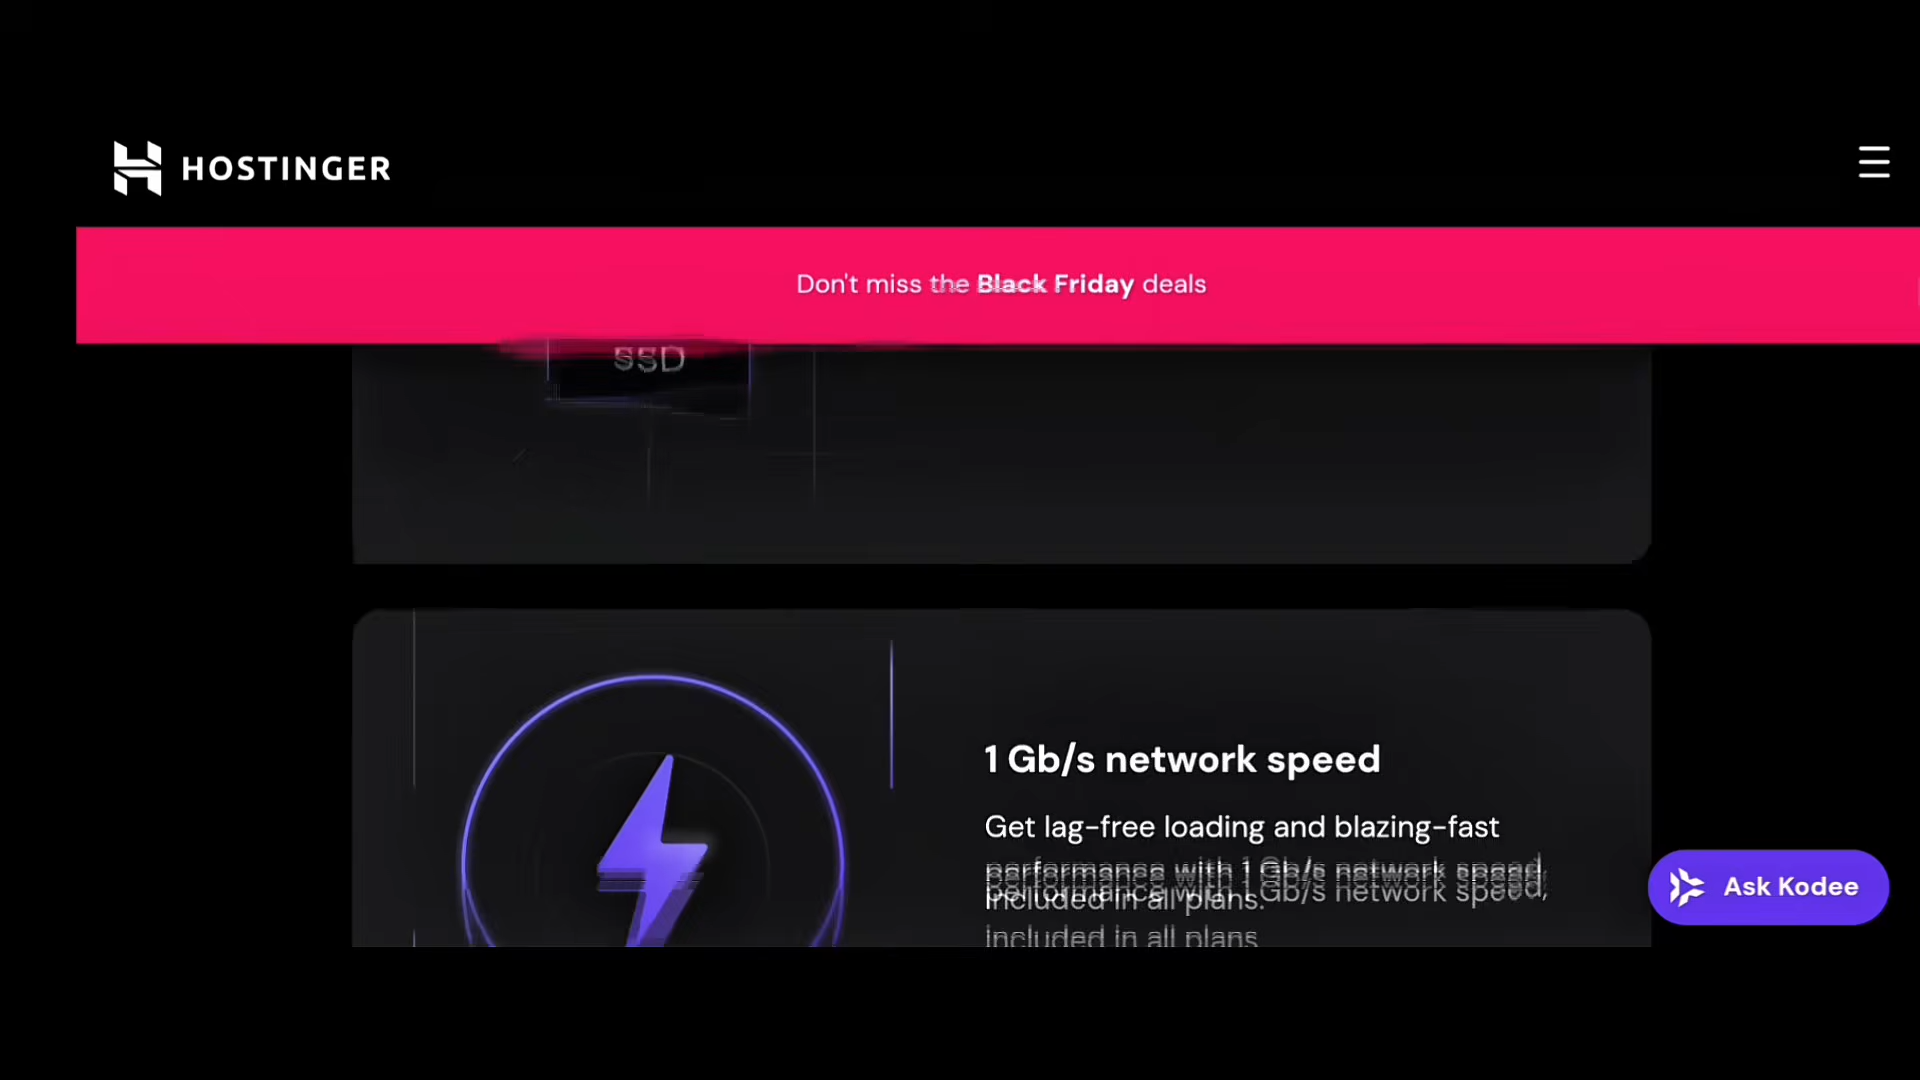 HOSTINGER
Don't miss the Black Friday deals
SSD
1 Gb/s network speed
Get lag-free loading and blazing-fast
performance with 1 Gb/s network speed,
included in all plans.
Ask Kodee